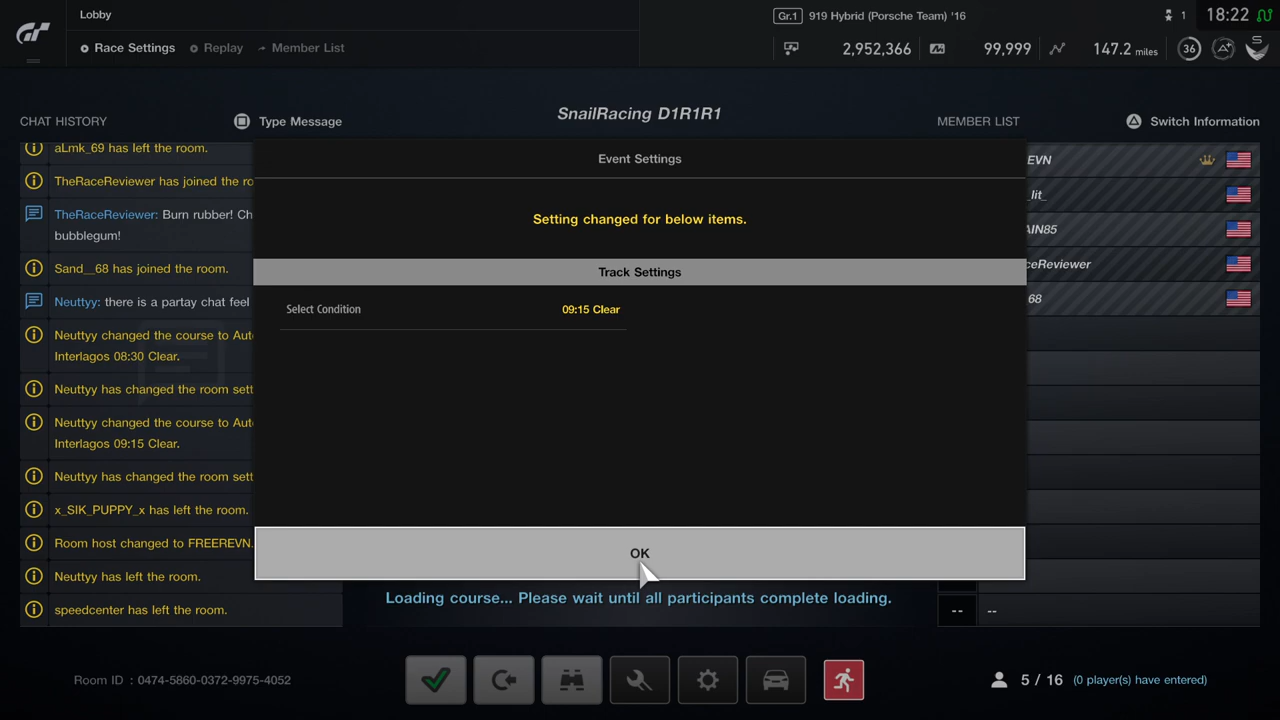 Lobby
Gr.1 919 Hybrid (Porsche Team) '16
1
18:22
Race Settings Replay Member List
2,952,366
99,999
147.2 miles
36
A+
S
SnailRacing D1R1R1
CHAT HISTORY
Type Message
MEMBER LIST
Switch Information
aLmk_69 has left the room.
TheRaceReviewer has joined the ro
TheRaceReviewer: Burn rubber! Ch
bubblegum!
Sand__68 has joined the room.
Neuttyy: there is a partay chat feel
Neuttyy changed the course to Aut
Interlagos 08:30 Clear.
Neuttyy has changed the room sett
Neuttyy changed the course to Aut
Interlagos 09:15 Clear.
Neuttyy has changed the room sett
x_SIK_PUPPY_x has left the room.
Room host changed to FREEREVN.
Neuttyy has left the room.
speedcenter has left the room.
Event Settings
Setting changed for below items.
Track Settings
Select Condition 09:15 Clear
OK
Loading course... Please wait until all participants complete loading.
EVN
_lit_
AIN85
ceReviewer
68
-- --
Room ID : 0474-5860-0372-9975-4052
5 / 16 (0 player(s) have entered)